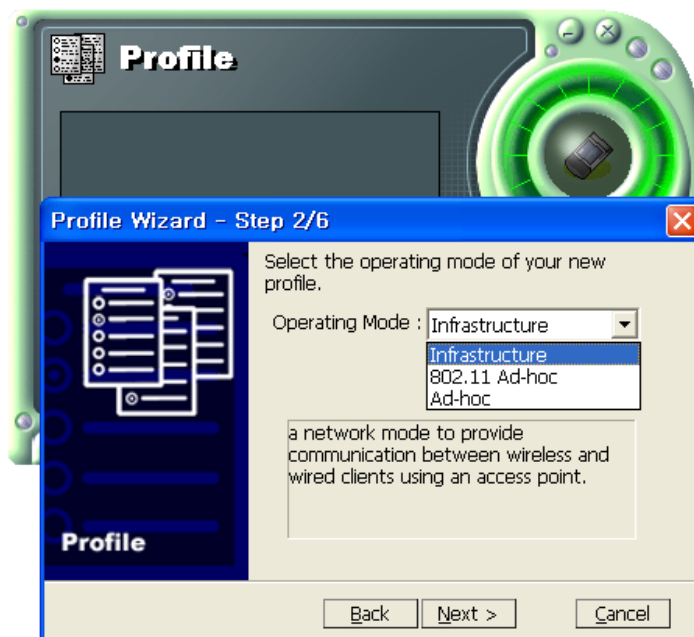 Profile
Profile Wizard - Step 2/6
Select the operating mode of your new
profile.
Operating Mode : Infrastructure
Infrastructure
802.11 Ad-hoc
Ad-hoc
a network mode to provide
communication between wireless and
wired clients using an access point.
Profile
Back Next > Cancel